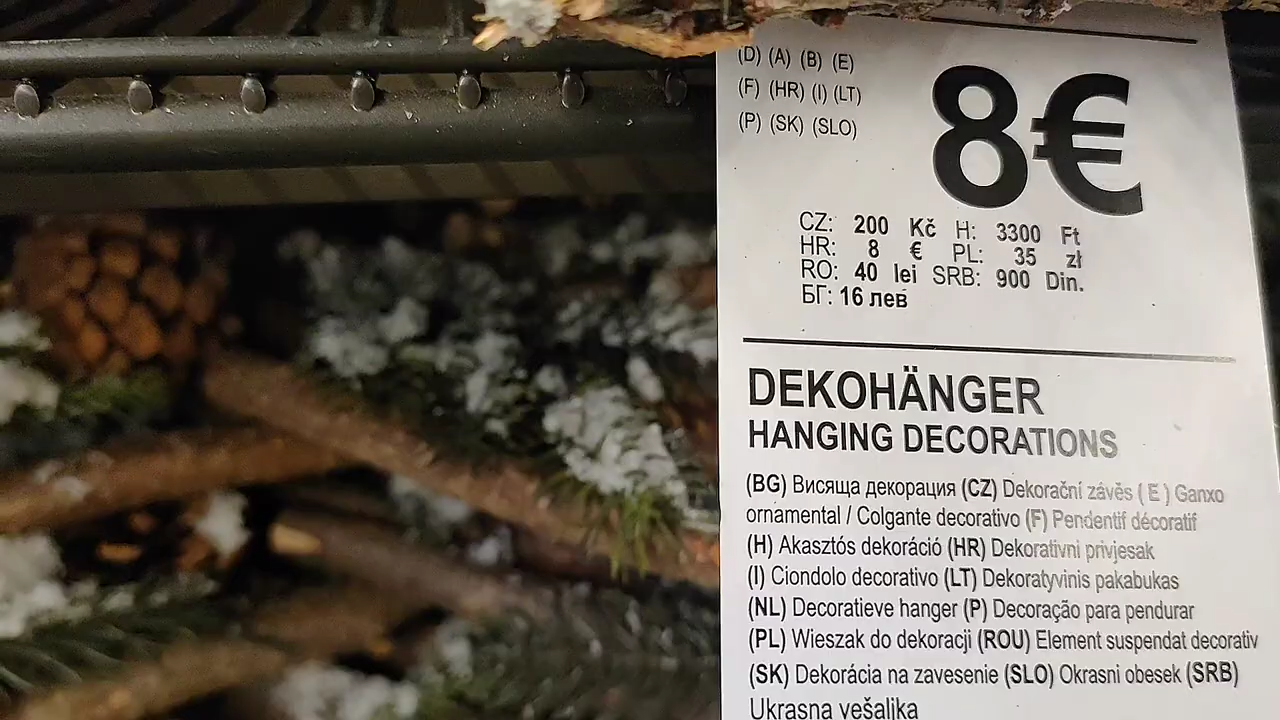 (D) (A) (B) (E)
(F) (HR) (I) (LT)
(P) (SK) (SLO)
8€
CZ: 200 Kč H: 3300 Ft
HR: 8 € PL: 35 zł
RO: 40 lei SRB: 900 Din.
БГ: 16 лев
DEKOHÄNGER
HANGING DECORATIONS
(BG) Висяща декорация (CZ) Dekorační závěs ( E ) Ganxo
ornamental / Colgante decorativo (F) Pendentif décoratif
(H) Akasztós dekoráció (HR) Dekorativni privjesak
(I) Ciondolo decorativo (LT) Dekoratyvinis pakabukas
(NL) Decoratieve hanger (P) Decoração para pendurar
(PL) Wieszak do dekoracji (ROU) Element suspendat decorativ
(SK) Dekorácia na zavesenie (SLO) Okrasni obesek (SRB)
Ukrasna vešaljka